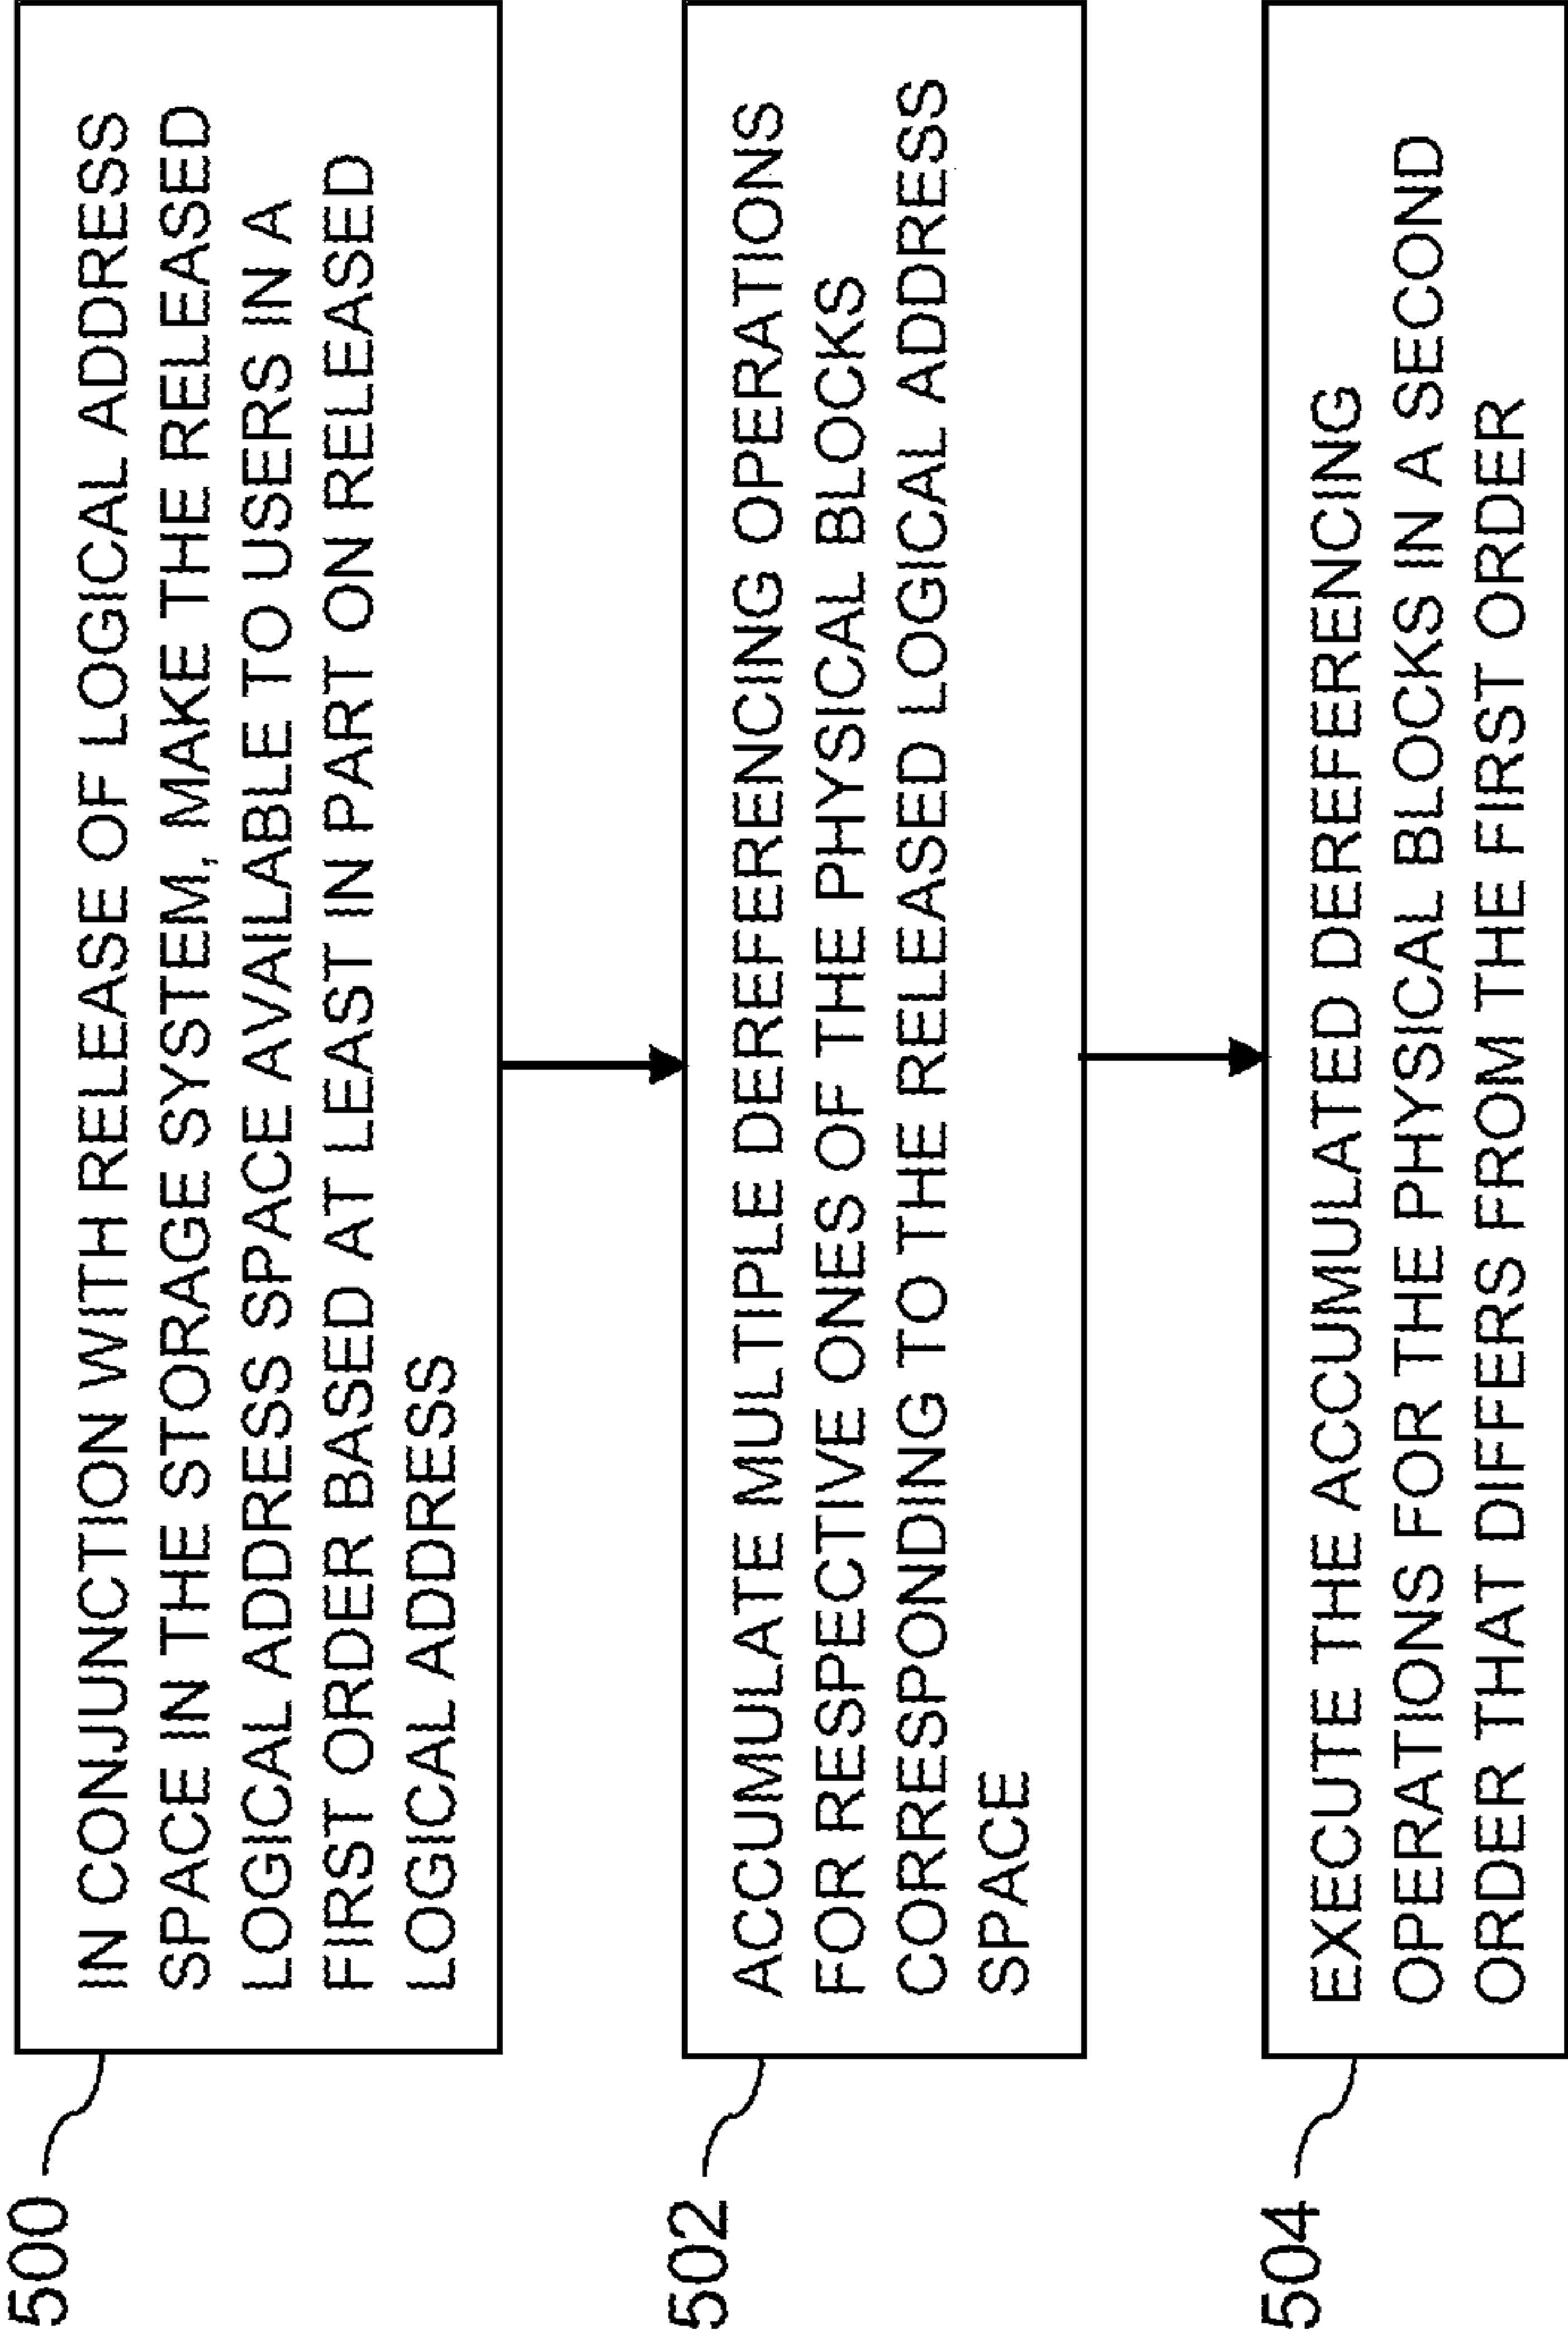 500
IN CONJUNCTION WITH RELEASE OF LOGICAL ADDRESS
SPACE IN THE STORAGE SYSTEM, MAKE THE RELEASED
LOGICAL ADDRESS SPACE AVAILABLE TO USERS IN A
FIRST ORDER BASED AT LEAST IN PART ON RELEASED
LOGICAL ADDRESS
502
ACCUMULATE MULTIPLE DEREFERENCING OPERATIONS
FOR RESPECTIVE ONES OF THE PHYSICAL BLOCKS
CORRESPONDING TO THE RELEASED LOGICAL ADDRESS
SPACE
504
EXECUTE THE ACCUMULATED DEREFERENCING
OPERATIONS FOR THE PHYSICAL BLOCKS IN A SECOND
ORDER THAT DIFFERS FROM THE FIRST ORDER